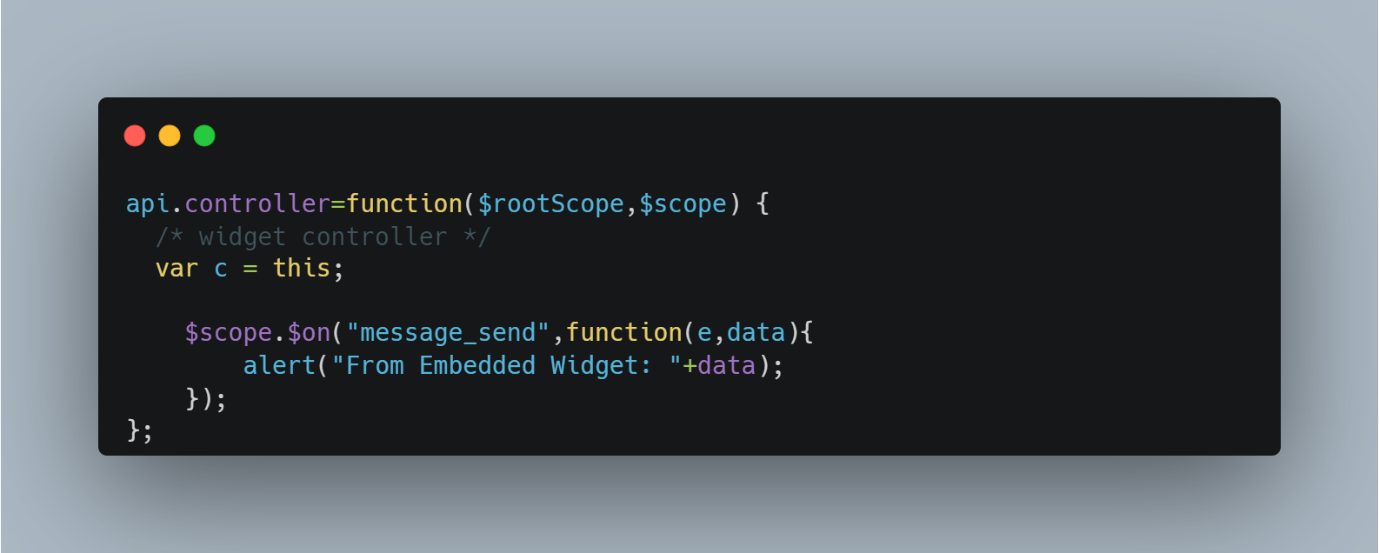 api.controller=function($rootScope,$scope) {
/* widget controller */
var c = this;
$scope.$on("message_send",function(e,data){
alert("From Embedded Widget: "+data);
});
};